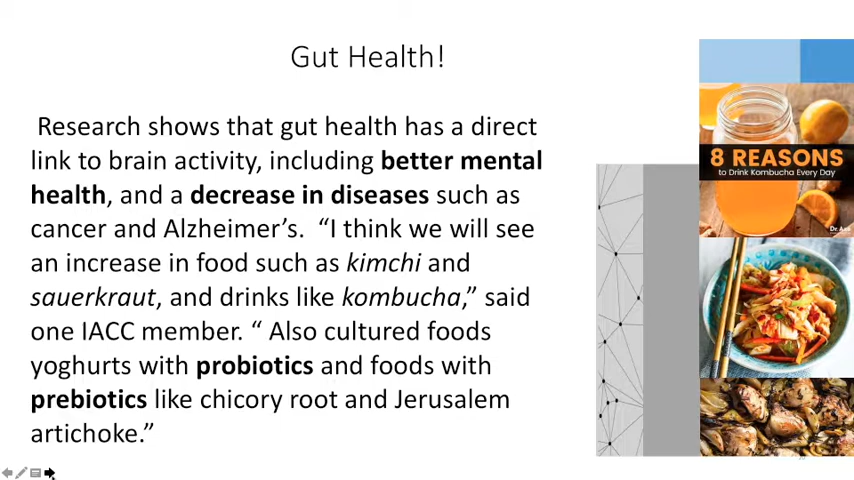 Gut Health!
Research shows that gut health has a direct
link to brain activity, including better mental
health, and a decrease in diseases such as
cancer and Alzheimer’s.  “I think we will see
an increase in food such as kimchi and
sauerkraut, and drinks like kombucha,” said
one IACC member. “ Also cultured foods
yoghurts with probiotics and foods with
prebiotics like chicory root and Jerusalem
artichoke.”
8 REASONS
to Drink Kombucha Every Day